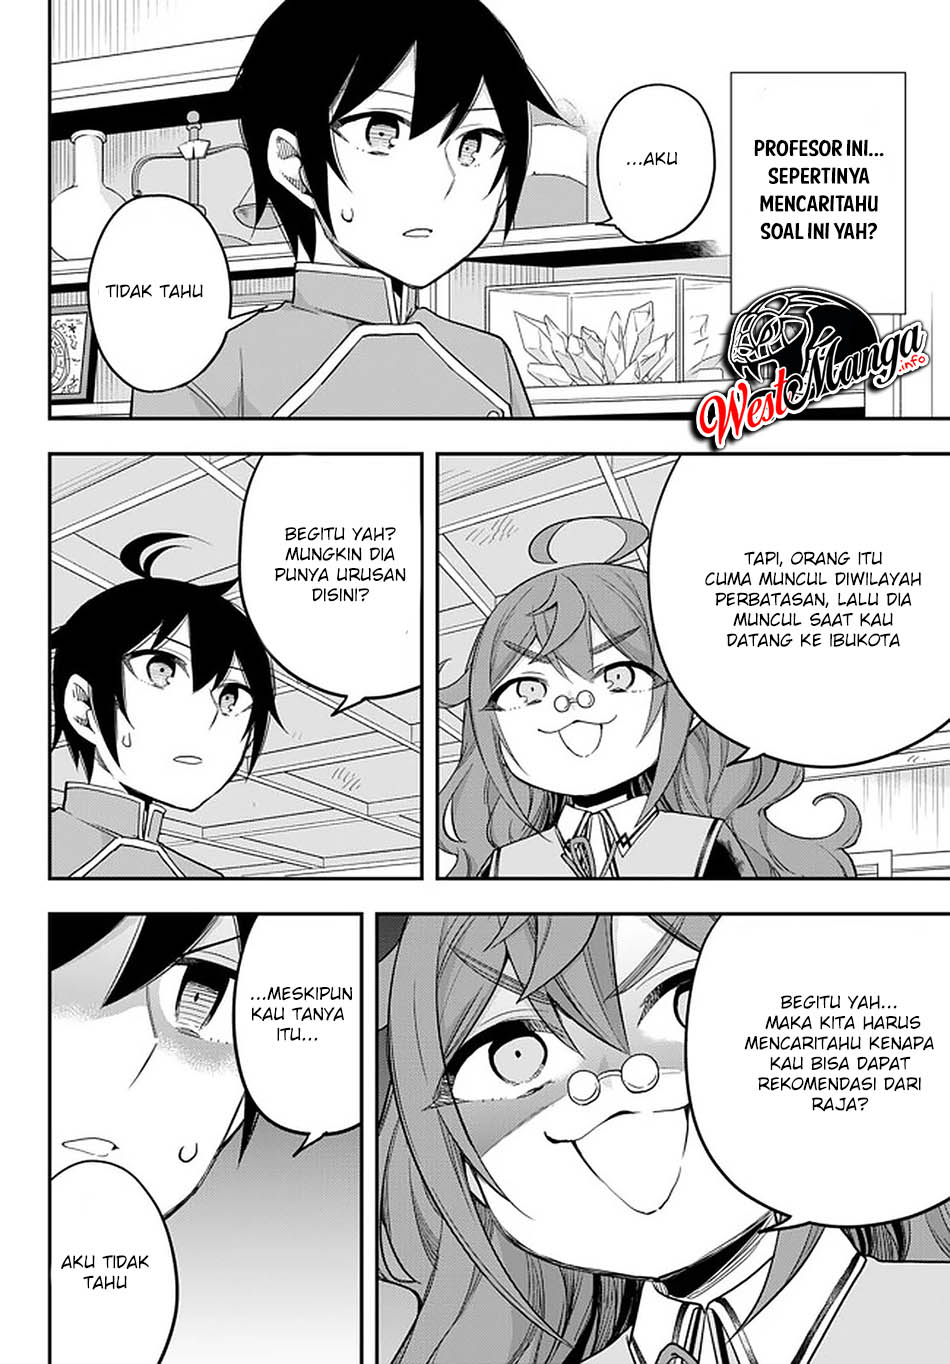 PROFESOR INI...
SEPERTINYA
MENCARITAHU
SOAL INI YAH?
...AKU
TIDAK TAHU
WESTMANGA
.info
TAPI, ORANG ITU
CUMA MUNCUL DIWILAYAH
PERBATASAN, LALU DIA
MUNCUL SAAT KAU
DATANG KE IBUKOTA
BEGITU YAH?
MUNGKIN DIA
PUNYA URUSAN
DISINI?
BEGITU YAH...
MAKA KITA HARUS
MENCARITAHU KENAPA
KAU BISA DAPAT
REKOMENDASI DARI
RAJA?
...MESKIPUN
KAU TANYA
ITU...
AKU TIDAK
TAHU